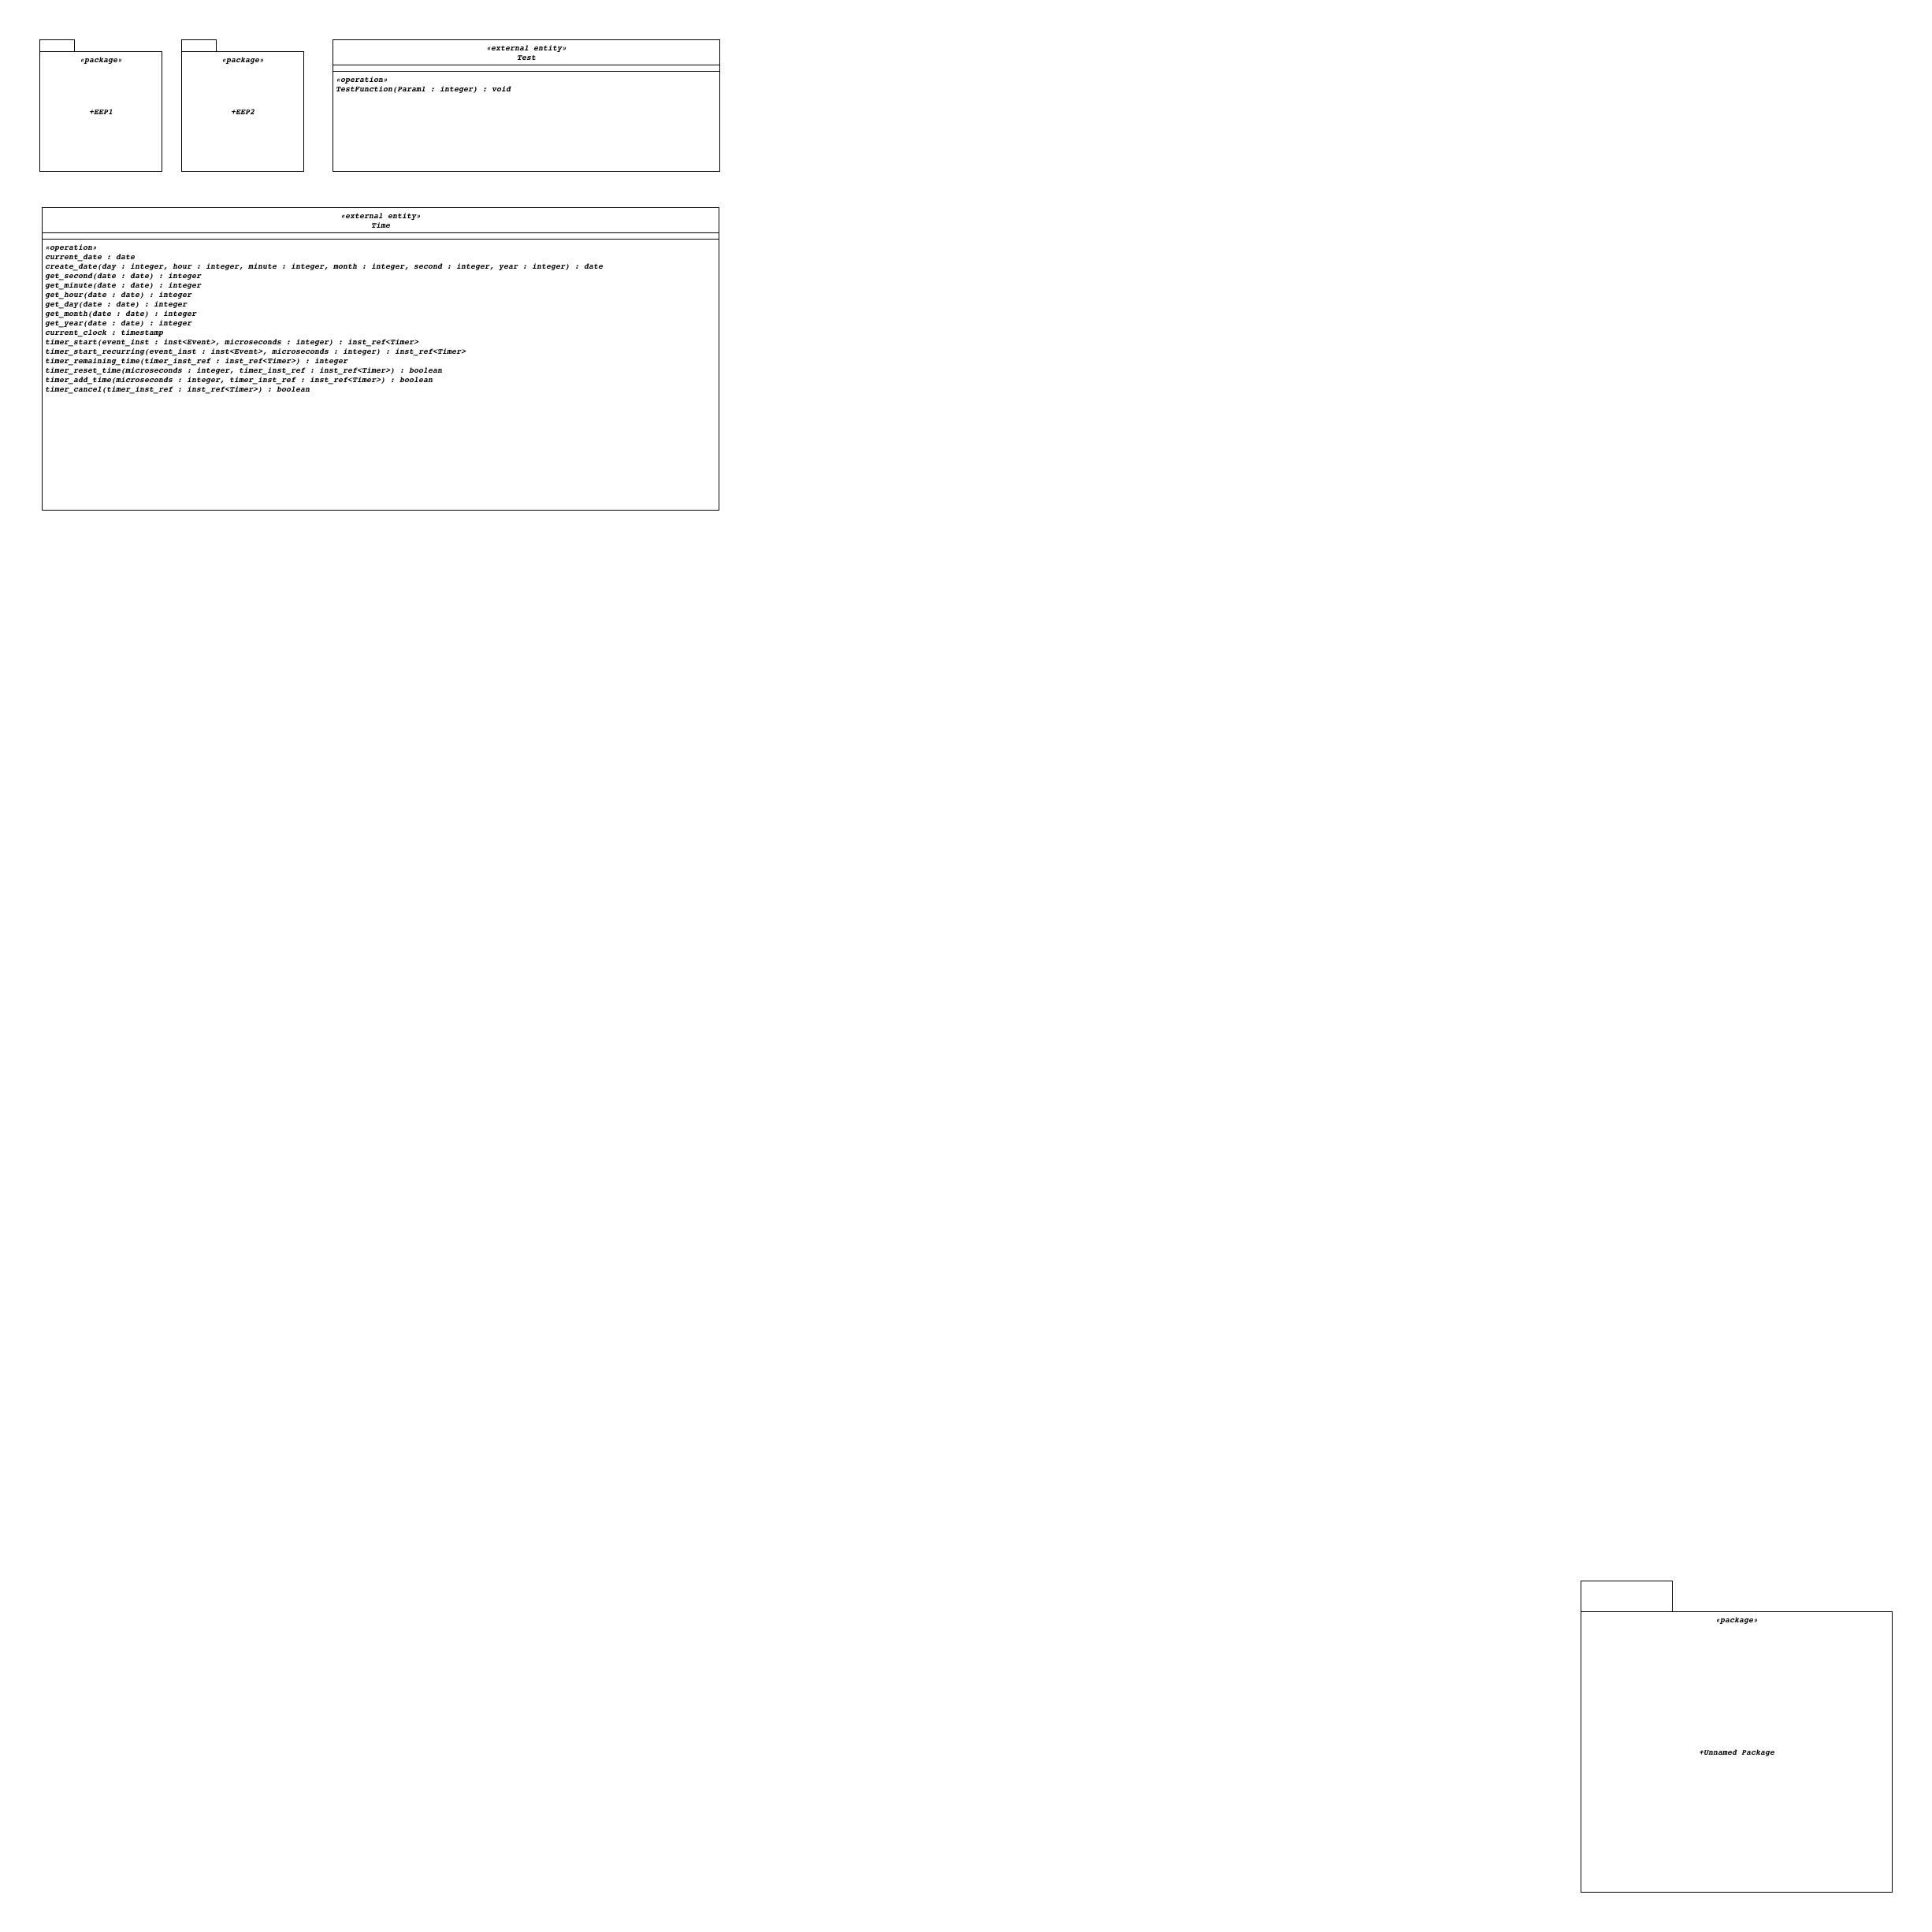 «package»
+EEP1
«package»
+EEP2
«external entity»
Test
«operation»
TestFunction(Param1 : integer) : void
«external entity»
Time
«operation»
current_date : date
create_date(day : integer, hour : integer, minute : integer, month : integer, second : integer, year : integer) : date
get_second(date : date) : integer
get_minute(date : date) : integer
get_hour(date : date) : integer
get_day(date : date) : integer
get_month(date : date) : integer
get_year(date : date) : integer
current_clock : timestamp
timer_start(event_inst : inst<Event>, microseconds : integer) : inst_ref<Timer>
timer_start_recurring(event_inst : inst<Event>, microseconds : integer) : inst_ref<Timer>
timer_remaining_time(timer_inst_ref : inst_ref<Timer>) : integer
timer_reset_time(microseconds : integer, timer_inst_ref : inst_ref<Timer>) : boolean
timer_add_time(microseconds : integer, timer_inst_ref : inst_ref<Timer>) : boolean
timer_cancel(timer_inst_ref : inst_ref<Timer>) : boolean
«package»
+Unnamed Package